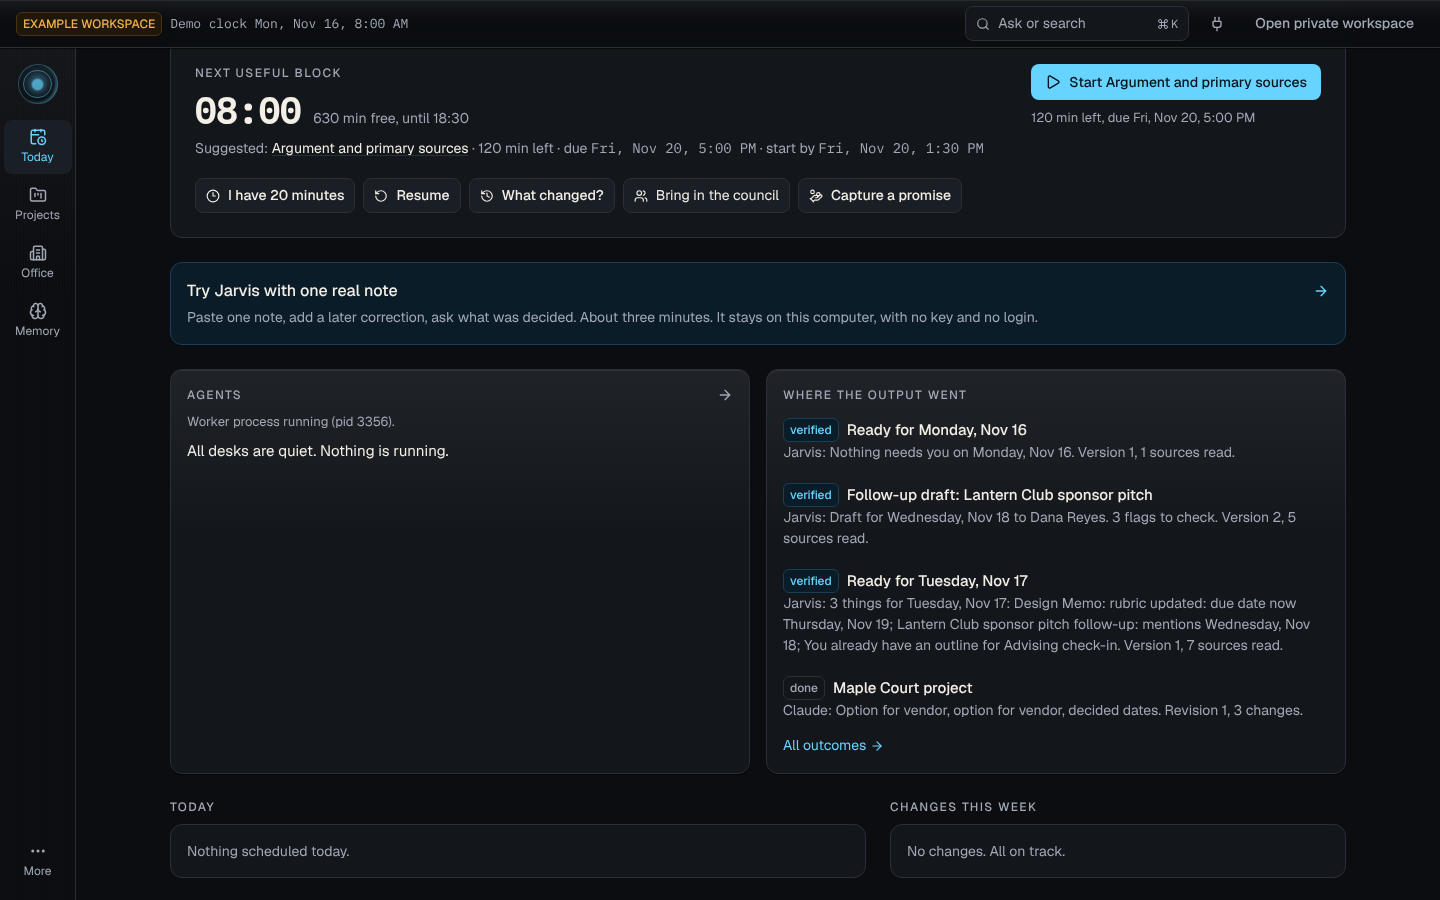 EXAMPLE WORKSPACE Demo clock Mon, Nov 16, 8:00 AM
Ask or search ⌘K
Open private workspace
Today
Projects
Office
Memory
More
NEXT USEFUL BLOCK
08:00 630 min free, until 18:30
Suggested: Argument and primary sources · 120 min left · due Fri, Nov 20, 5:00 PM · start by Fri, Nov 20, 1:30 PM
Start Argument and primary sources
120 min left, due Fri, Nov 20, 5:00 PM
I have 20 minutes
Resume
What changed?
Bring in the council
Capture a promise
Try Jarvis with one real note
Paste one note, add a later correction, ask what was decided. About three minutes. It stays on this computer, with no key and no login.
AGENTS
Worker process running (pid 3356).
All desks are quiet. Nothing is running.
WHERE THE OUTPUT WENT
verified Ready for Monday, Nov 16
Jarvis: Nothing needs you on Monday, Nov 16. Version 1, 1 sources read.
verified Follow-up draft: Lantern Club sponsor pitch
Jarvis: Draft for Wednesday, Nov 18 to Dana Reyes. 3 flags to check. Version 2, 5
sources read.
verified Ready for Tuesday, Nov 17
Jarvis: 3 things for Tuesday, Nov 17: Design Memo: rubric updated: due date now
Thursday, Nov 19; Lantern Club sponsor pitch follow-up: mentions Wednesday, Nov
18; You already have an outline for Advising check-in. Version 1, 7 sources read.
done Maple Court project
Claude: Option for vendor, option for vendor, decided dates. Revision 1, 3 changes.
All outcomes →
TODAY
Nothing scheduled today.
CHANGES THIS WEEK
No changes. All on track.